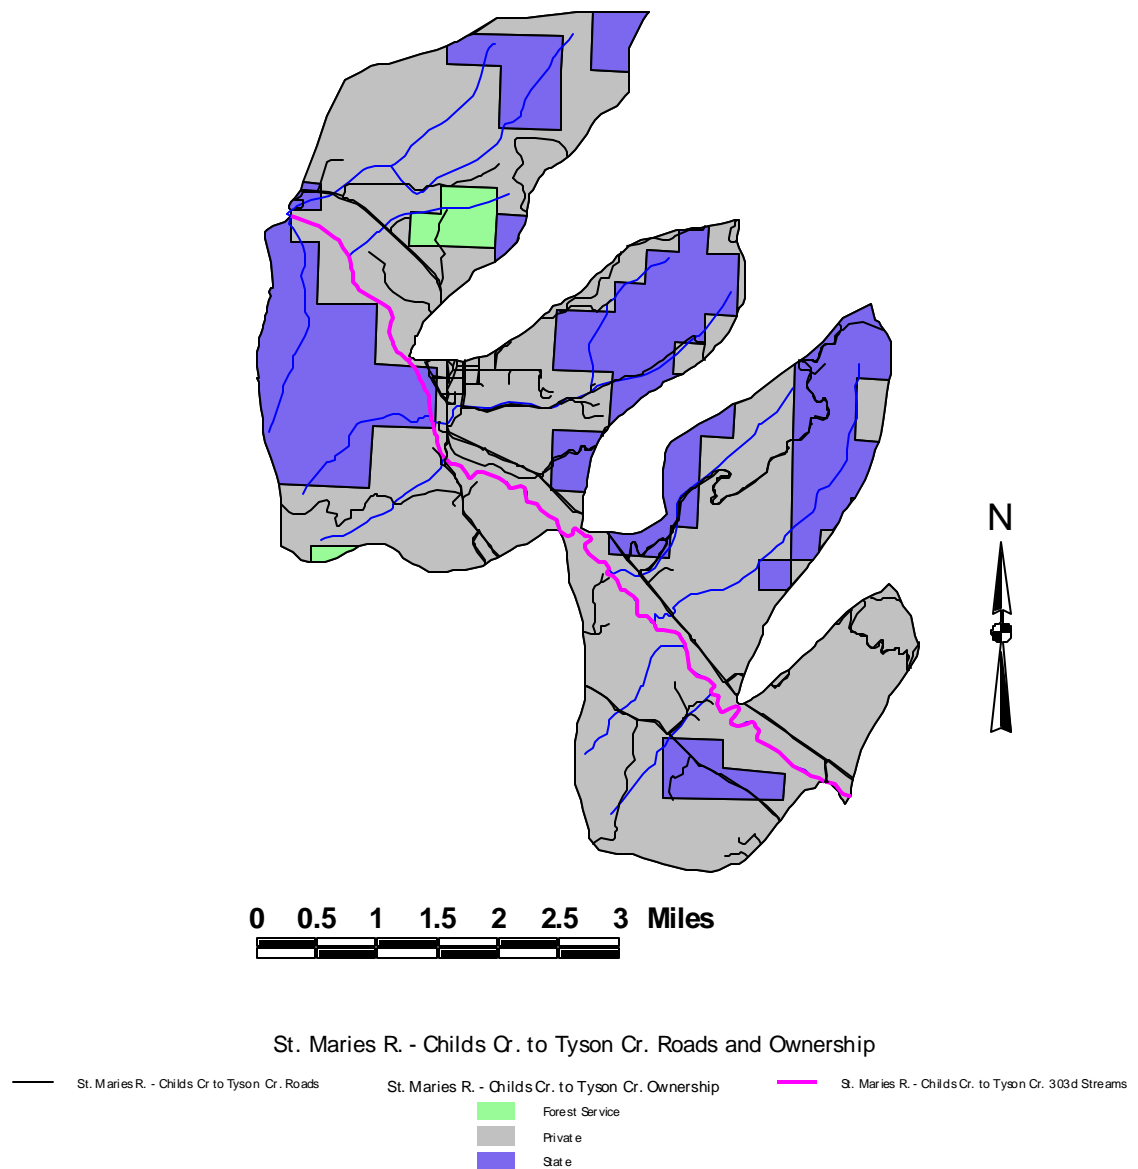 N
0 0.5 1 1.5 2 2.5 3 Miles
St. Maries R. - Childs Cr. to Tyson Cr. Roads and Ownership
St. Maries R. - Childs Cr to Tyson Cr. Roads
St. Maries R. - Childs Cr. to Tyson Cr. Ownership
St. Maries R. - Childs Cr. to Tyson Cr. 303d Streams
Forest Service
Private
State